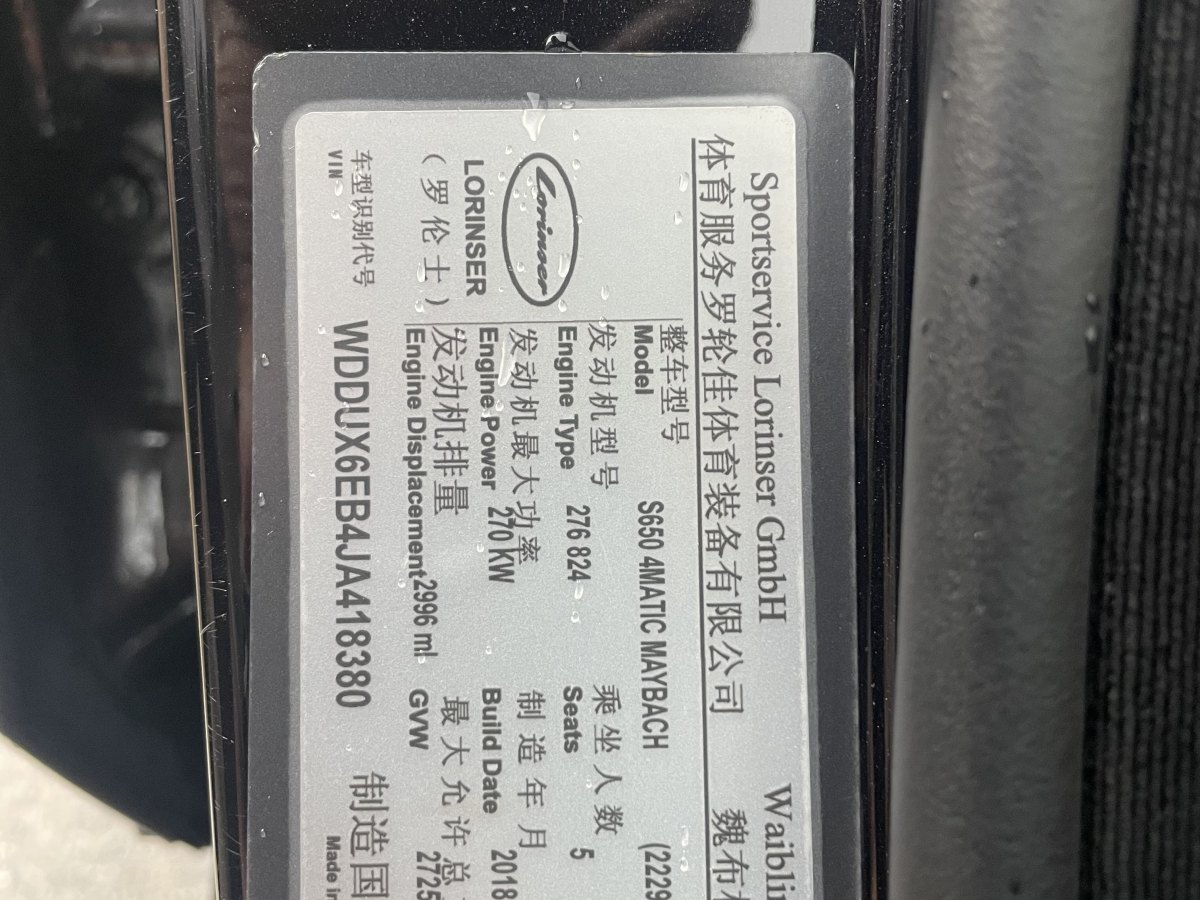 Sportservice Lorinser GmbH Waiblin
体育服务罗轮佳体育装备有限公司 魏布
Lorinser
LORINSER
（罗伦士）
整车型号
Model S650 4MATIC MAYBACH (2229
发动机型号 乘坐人数
Engine Type 276 824 Seats 5
发动机最大功率 制造年月
Engine Power 270 KW Build Date 2018
发动机排量 最大允许总
Engine Displacement 2996 ml GVW 2725
车型识别代号 制造国
VIN WDDUX6EB4JA418380 Made in